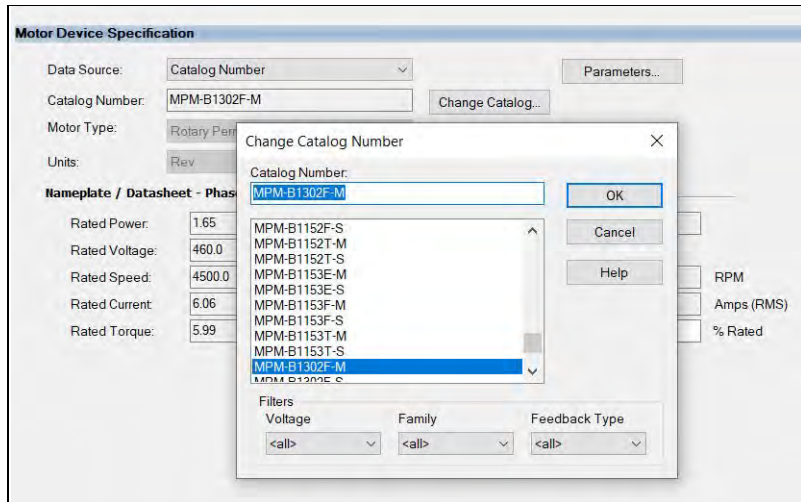 Motor Device Specification
Data Source: Catalog Number Parameters...
Catalog Number: MPM-B1302F-M Change Catalog...
Motor Type: Rotary Perm
Units: Rev
Nameplate / Datasheet - Phase
Rated Power: 1.65
Rated Voltage: 460.0
Rated Speed: 4500.0 RPM
Rated Current: 6.06 Amps (RMS)
Rated Torque: 5.99 % Rated
Change Catalog Number
Catalog Number:
MPM-B1302F-M
OK
MPM-B1152F-S
Cancel
MPM-B1152T-M
MPM-B1152T-S
MPM-B1153E-M
Help
MPM-B1153E-S
MPM-B1153F-M
MPM-B1153F-S
MPM-B1153T-M
MPM-B1153T-S
MPM-B1302F-M
Filters
Voltage Family Feedback Type
<all> <all> <all>